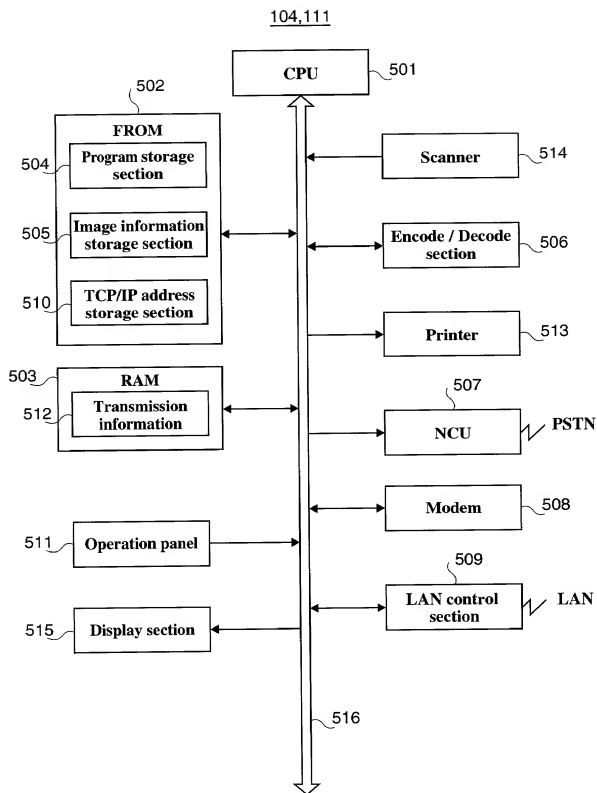 104,111
CPU
501
502
FROM
504
Program storage
section
505
Image information
storage section
510
TCP/IP address
storage section
503
RAM
512
Transmission
information
511
Operation panel
515
Display section
Scanner
514
Encode / Decode
section
506
Printer
513
507
NCU
PSTN
Modem
508
509
LAN control
section
LAN
516